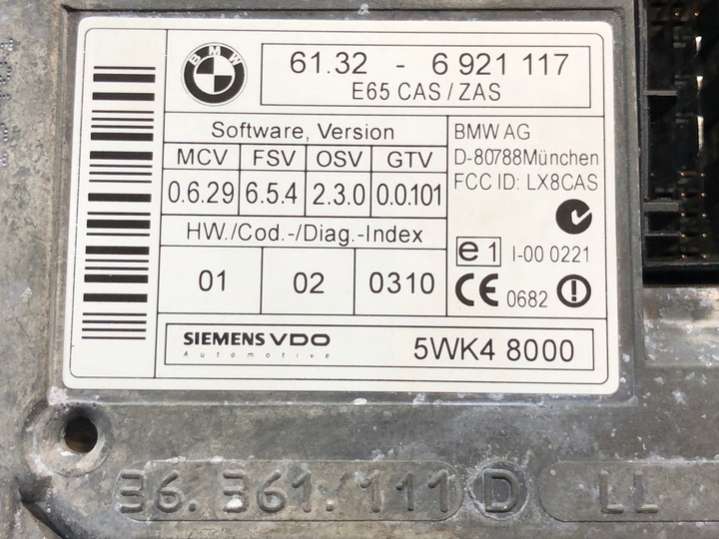 BMW
61.32 - 6 921 117
E65 CAS / ZAS
Software, Version
MCV FSV OSV GTV
0.6.29 6.5.4 2.3.0 0.0.101
HW./Cod.-/Diag.-Index
01 02 0310
BMW AG
D-80788München
FCC ID: LX8CAS
e1 I-00 0221
CE 0682
SIEMENS VDO
Automotive
5WK4 8000
36.361.111 D LL